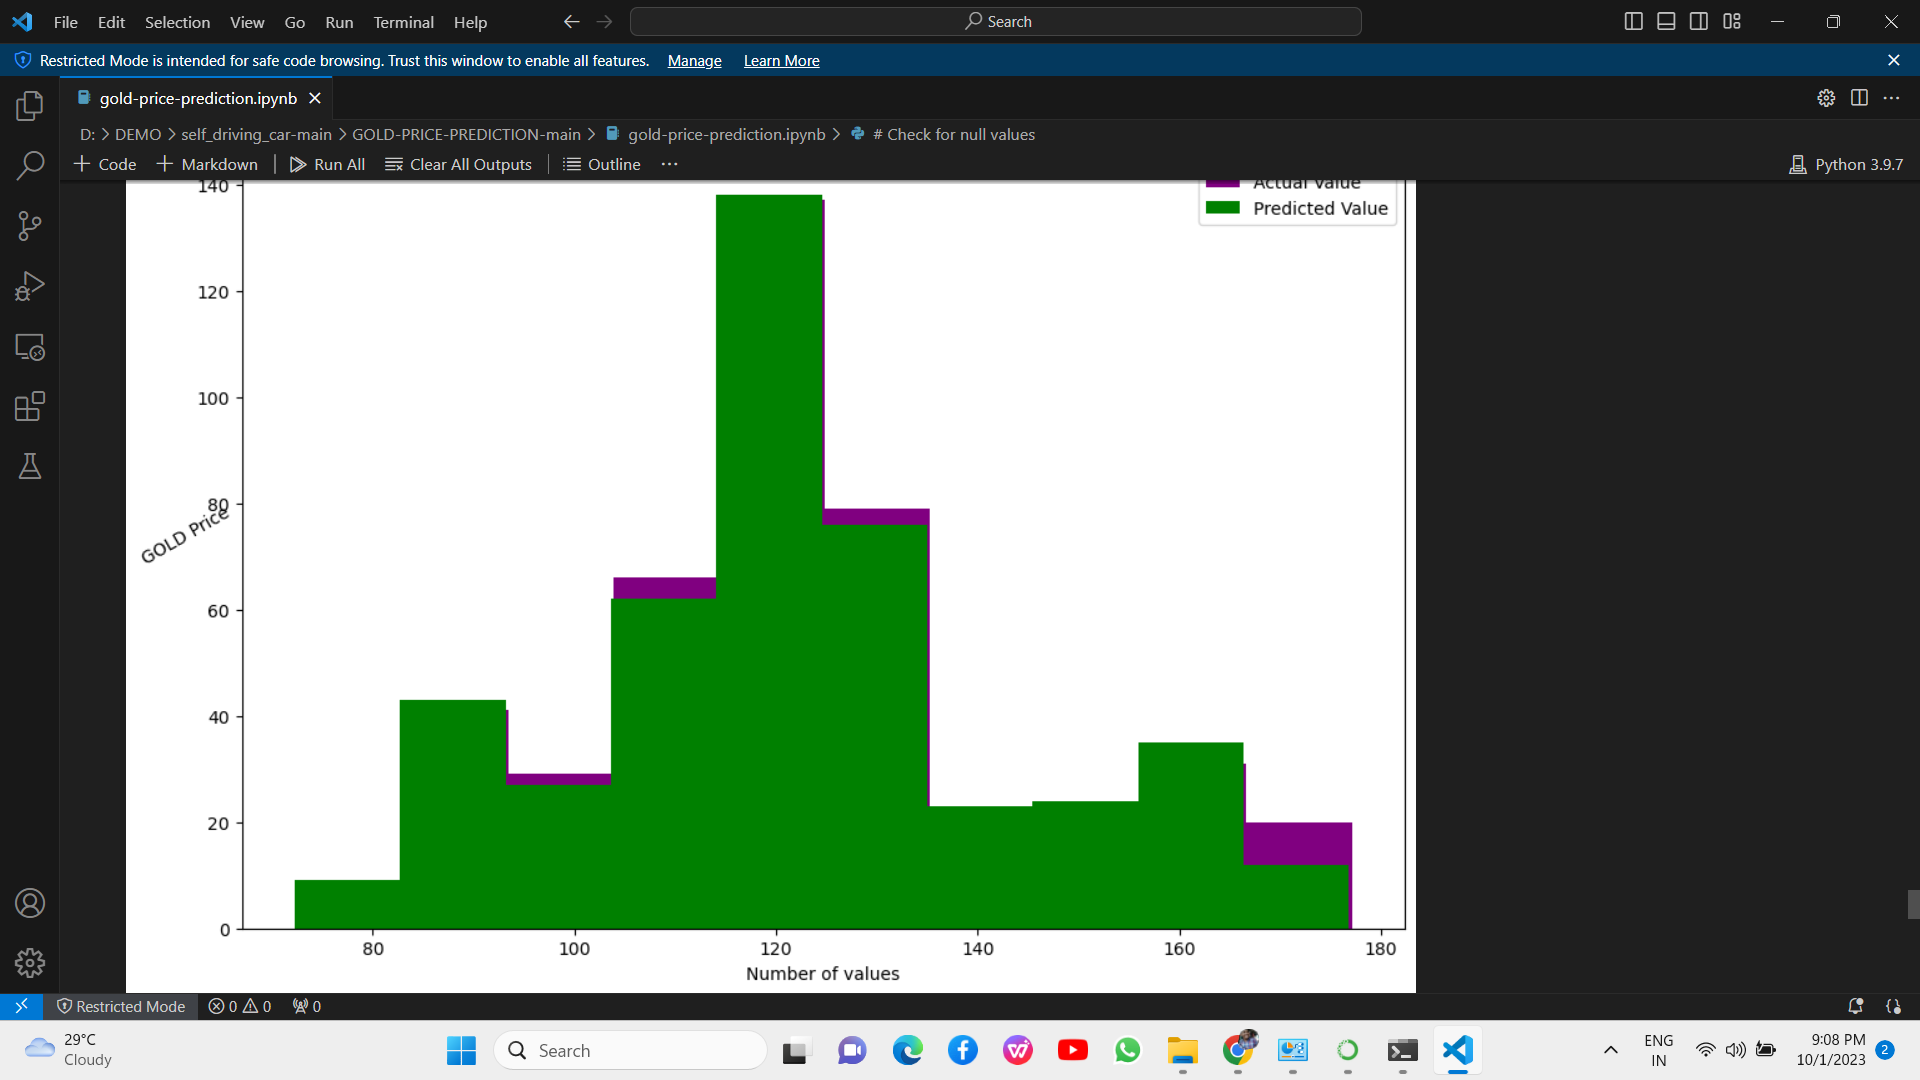 File Edit Selection View Go Run Terminal Help
Search
Restricted Mode is intended for safe code browsing. Trust this window to enable all features. Manage Learn More
gold-price-prediction.ipynb
D: > DEMO > self_driving_car-main > GOLD-PRICE-PREDICTION-main > gold-price-prediction.ipynb > # Check for null values
+ Code + Markdown Run All Clear All Outputs Outline ...
Python 3.9.7
Actual Value
Predicted Value
140
120
100
80
GOLD Price
60
40
20
0
80 100 120 140 160 180
Number of values
Restricted Mode 0 0 0
29°C
Cloudy
Search
ENG
IN
9:08 PM
10/1/2023
2